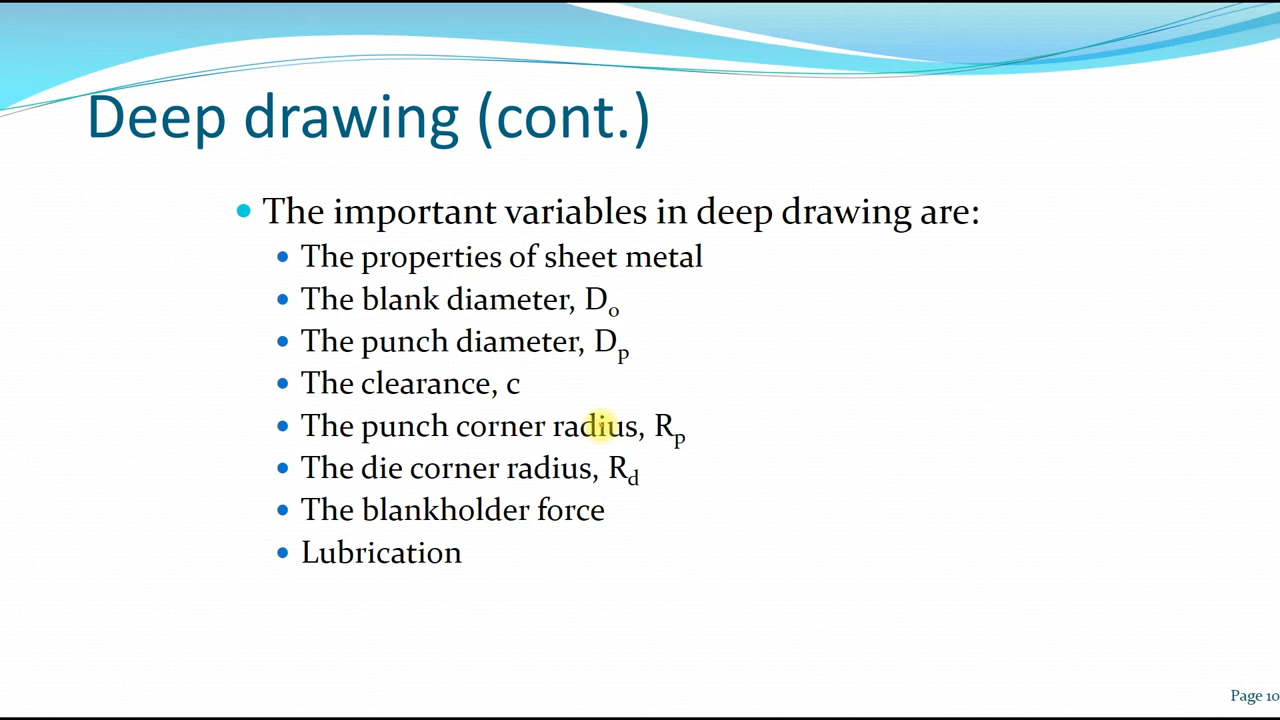 Deep drawing (cont.)
• The important variables in deep drawing are:
• The properties of sheet metal
• The blank diameter, Do
• The punch diameter, Dp
• The clearance, c
• The punch corner radius, Rp
• The die corner radius, Rd
• The blankholder force
• Lubrication
Page 10